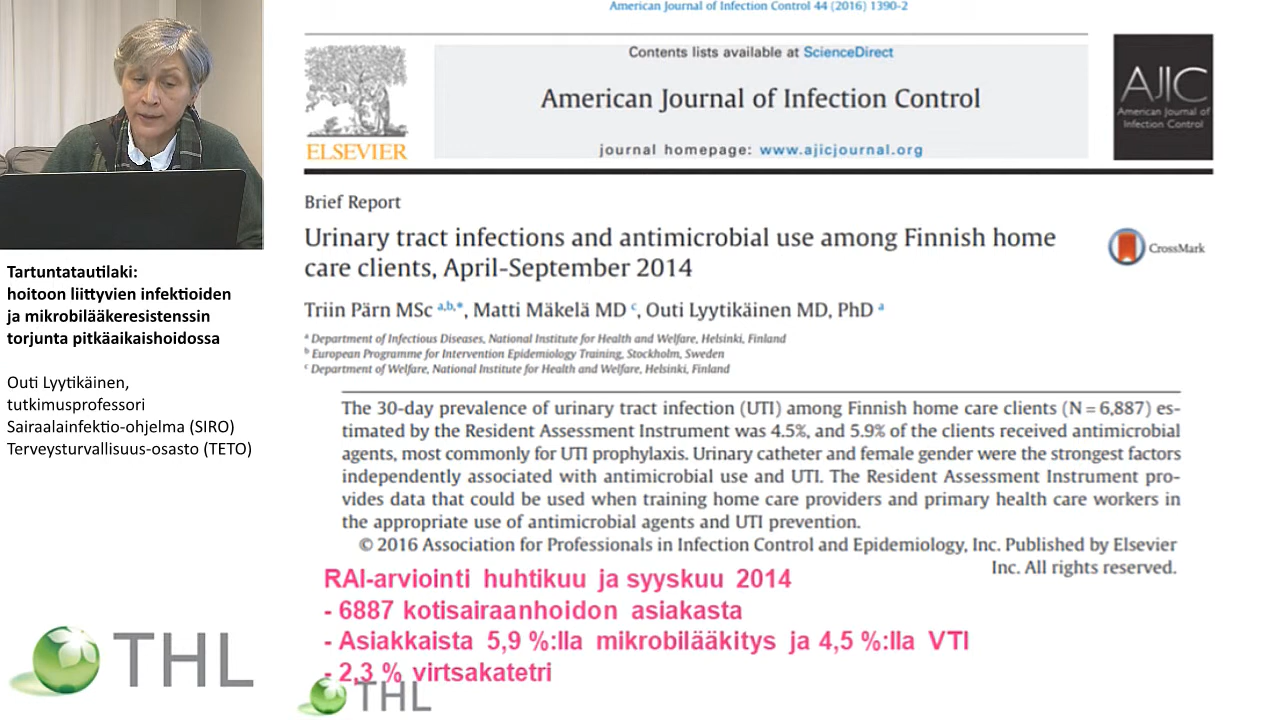 American Journal of Infection Control 44 (2016) 1390-2
Contents lists available at ScienceDirect
American Journal of Infection Control
journal homepage: www.ajicjournal.org
ELSEVIER
AJIC
American Journal of
Infection Control
Brief Report
Urinary tract infections and antimicrobial use among Finnish home
care clients, April-September 2014
CrossMark
Triin Pärn MSc a,b,*, Matti Mäkelä MD c, Outi Lyytikäinen MD, PhD a
a Department of Infectious Diseases, National Institute for Health and Welfare, Helsinki, Finland
b European Programme for Intervention Epidemiology Training, Stockholm, Sweden
c Department of Welfare, National Institute for Health and Welfare, Helsinki, Finland
The 30-day prevalence of urinary tract infection (UTI) among Finnish home care clients (N = 6,887) es-
timated by the Resident Assessment Instrument was 4.5%, and 5.9% of the clients received antimicrobial
agents, most commonly for UTI prophylaxis. Urinary catheter and female gender were the strongest factors
independently associated with antimicrobial use and UTI. The Resident Assessment Instrument pro-
vides data that could be used when training home care providers and primary health care workers in
the appropriate use of antimicrobial agents and UTI prevention.
© 2016 Association for Professionals in Infection Control and Epidemiology, Inc. Published by Elsevier
Inc. All rights reserved.
RAI-arviointi huhtikuu ja syyskuu 2014
- 6887 kotisairaanhoidon asiakasta
- Asiakkaista 5,9 %:lla mikrobilääkitys ja 4,5 %:lla VTI
- 2,3 % virtsakatetri
THL
Tartuntatautilaki:
hoitoon liittyvien infektioiden
ja mikrobilääkeresistenssin
torjunta pitkäaikaishoidossa
Outi Lyytikäinen,
tutkimusprofessori
Sairaalainfektio-ohjelma (SIRO)
Terveysturvallisuus-osasto (TETO)
THL